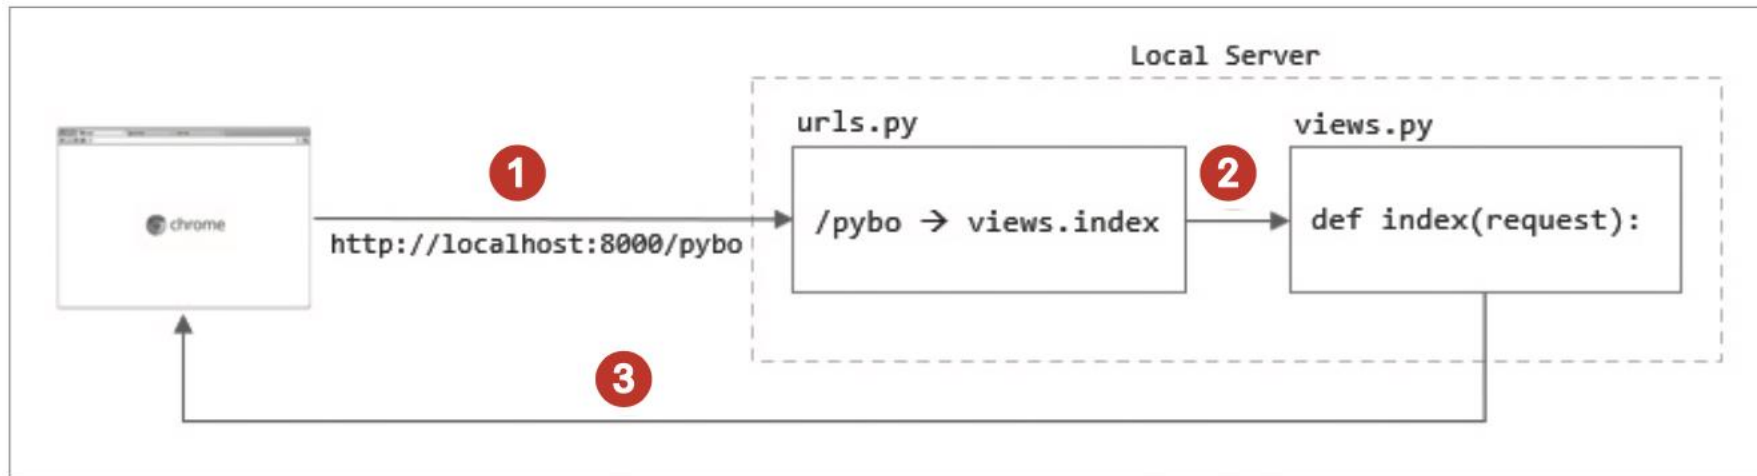 Local Server
urls.py
views.py
1
2
chrome
/pybo → views.index
def index(request):
http://localhost:8000/pybo
3